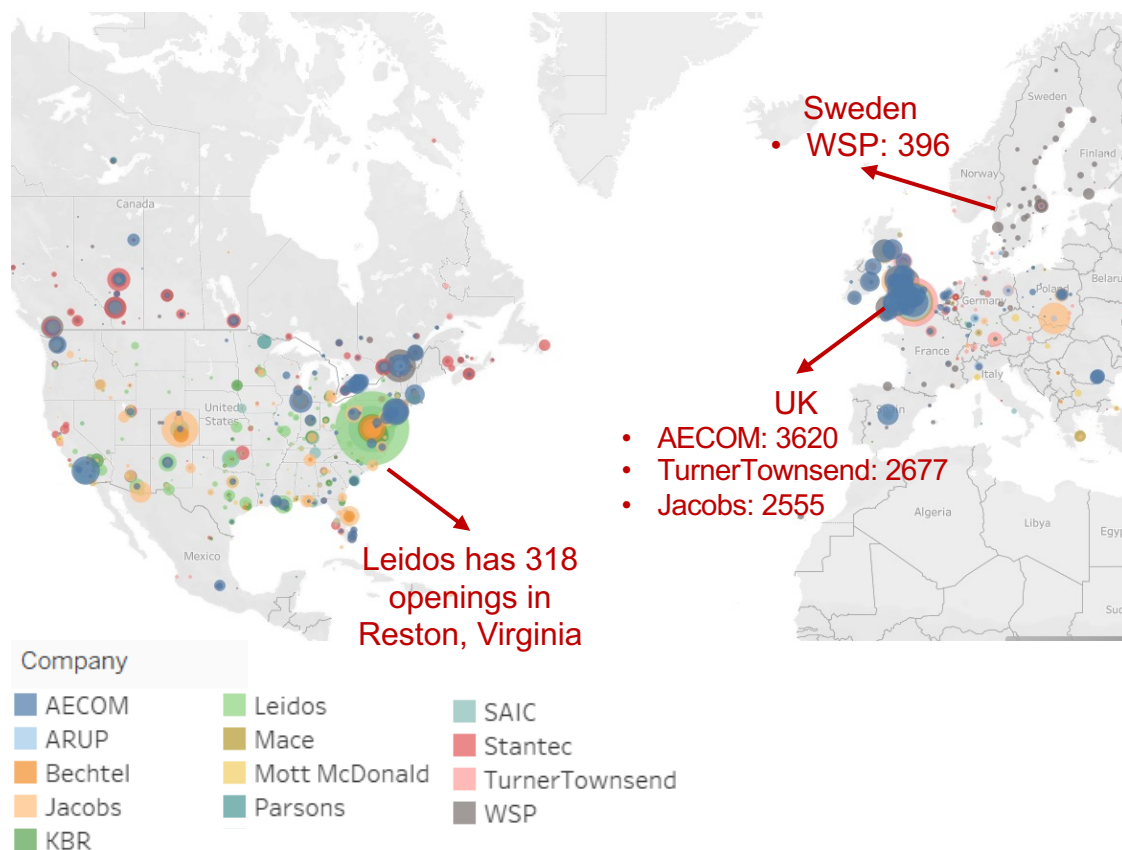 Sweden
• WSP: 396
Sweden
Finland
Norway
Canada
Belaru
Poland
Germany
France
Italy
United
States
Spain
UK
• AECOM: 3620
• TurnerTownsend: 2677
• Jacobs: 2555
Algeria
Libya
Egyp
Mexico
Leidos has 318
openings in
Reston, Virginia
Sud
Company
AECOM
ARUP
Bechtel
Jacobs
KBR
Leidos
Mace
Mott McDonald
Parsons
SAIC
Stantec
TurnerTownsend
WSP